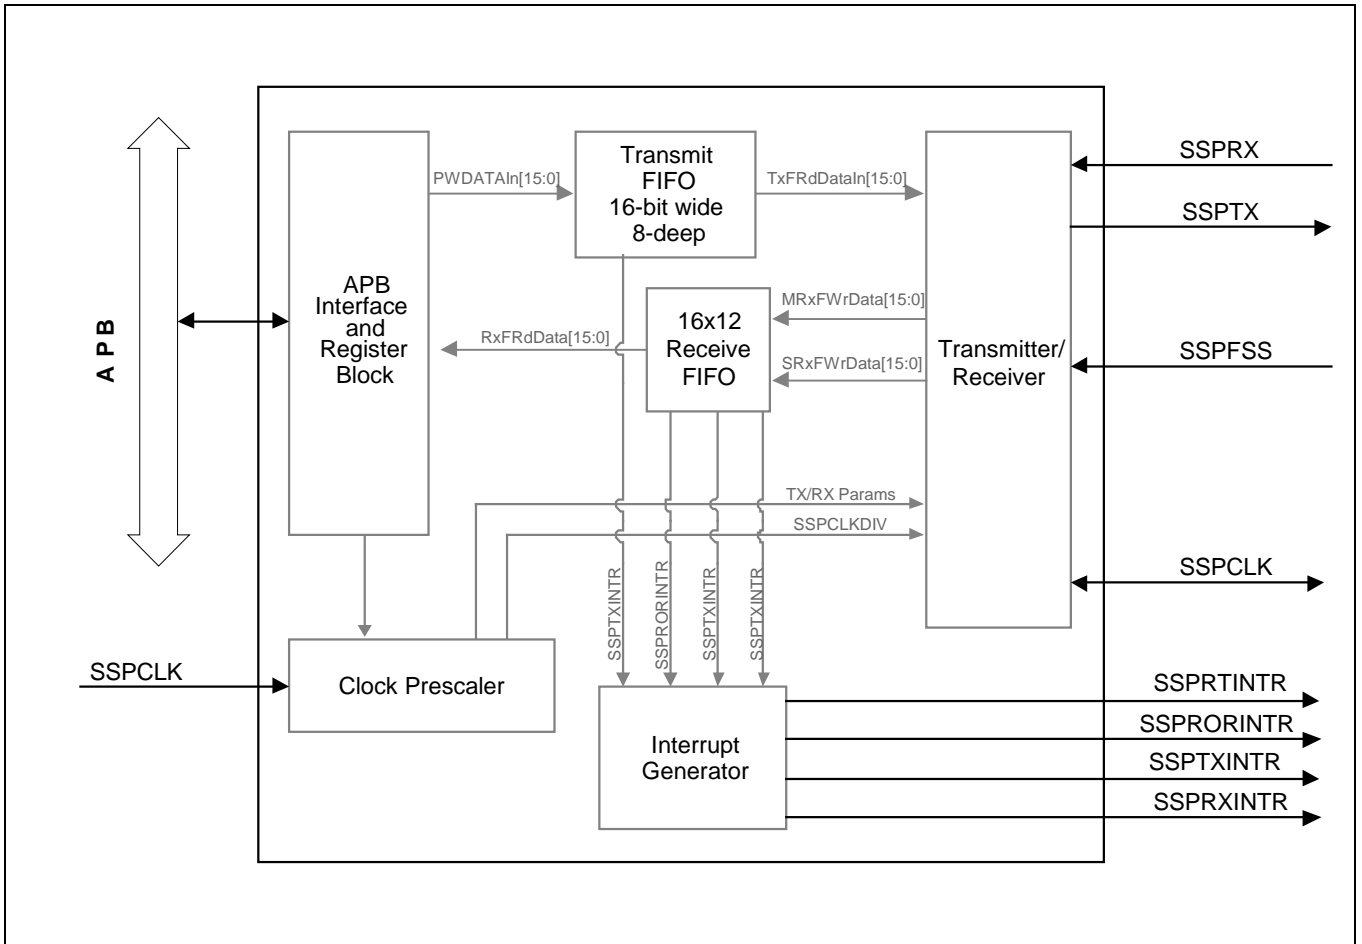 A P B
APB
Interface
and
Register
Block
PWDATAIn[15:0]
Transmit
FIFO
16-bit wide
8-deep
TxFRdDataIn[15:0]
RxFRdData[15:0]
16x12
Receive
FIFO
MRxFWrData[15:0]
SRxFWrData[15:0]
Transmitter/
Receiver
SSPRX
SSPTX
SSPFSS
SSPCLK
TX/RX Params
SSPCLKDIV
SSPTXINTR
SSPRORINTR
SSPTXINTR
SSPTXINTR
SSPCLK
Clock Prescaler
Interrupt
Generator
SSPRTINTR
SSPRORINTR
SSPTXINTR
SSPRXINTR